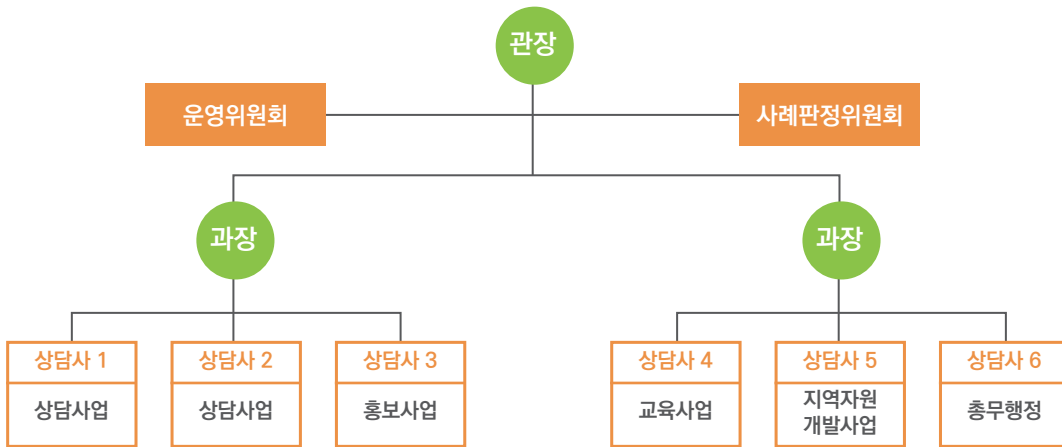 관장
운영위원회
사례판정위원회
과장
과장
상담사 1
상담사 2
상담사 3
상담사 4
상담사 5
상담사 6
상담사업
상담사업
홍보사업
교육사업
지역자원
개발사업
총무행정